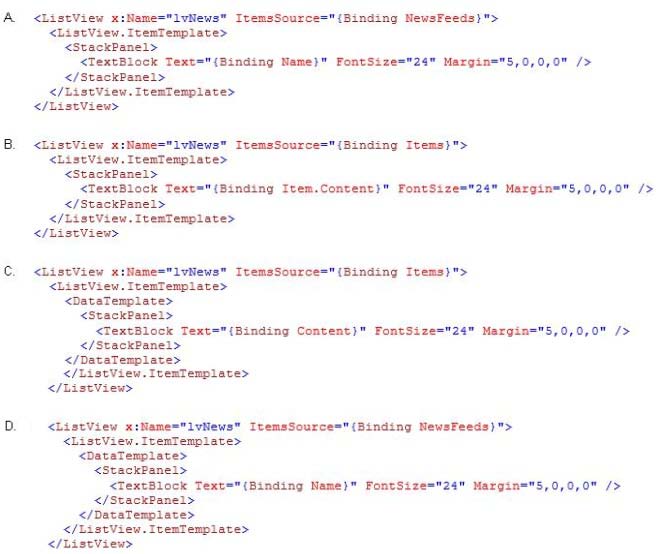 A. <ListView x:Name="lvNews" ItemsSource="{Binding NewsFeeds}">
<ListView.ItemTemplate>
<StackPanel>
<TextBlock Text="{Binding Name}" FontSize="24" Margin="5,0,0,0" />
</StackPanel>
</ListView.ItemTemplate>
</ListView>
B. <ListView x:Name="lvNews" ItemsSource="{Binding Items}">
<ListView.ItemTemplate>
<StackPanel>
<TextBlock Text="{Binding Item.Content}" FontSize="24" Margin="5,0,0,0" />
</StackPanel>
</ListView.ItemTemplate>
</ListView>
C. <ListView x:Name="lvNews" ItemsSource="{Binding Items}">
<ListView.ItemTemplate>
<DataTemplate>
<StackPanel>
<TextBlock Text="{Binding Content}" FontSize="24" Margin="5,0,0,0" />
</StackPanel>
</DataTemplate>
</ListView.ItemTemplate>
</ListView>
D. <ListView x:Name="lvNews" ItemsSource="{Binding NewsFeeds}">
<ListView.ItemTemplate>
<DataTemplate>
<StackPanel>
<TextBlock Text="{Binding Name}" FontSize="24" Margin="5,0,0,0" />
</StackPanel>
</DataTemplate>
</ListView.ItemTemplate>
</ListView>